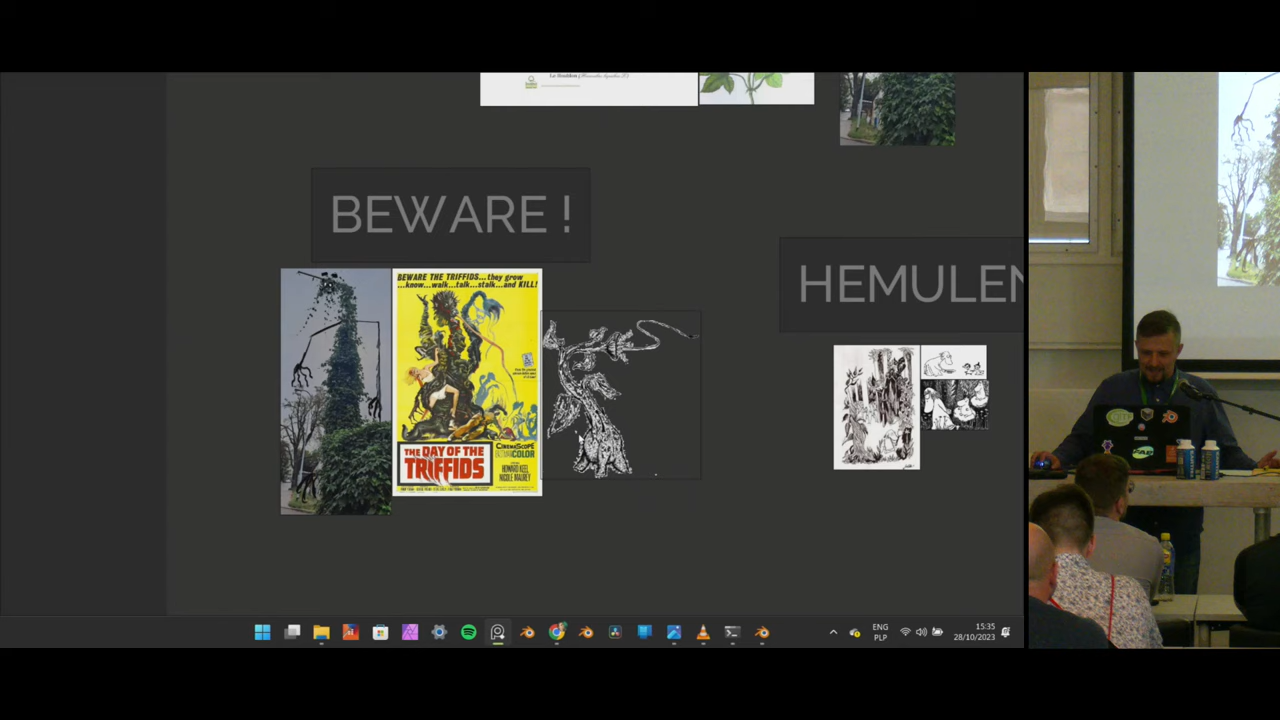 BEWARE !
HEMULEN
BEWARE THE TRIFFIDS...they grow
...know...walk...talk...stalk...and KILL!
THE DAY OF THE
TRIFFIDS
CINEMASCOPE
COLOR
HOWARD KEEL
NICOLE MAUREY
ENG
PLP
15:35
28/10/2023